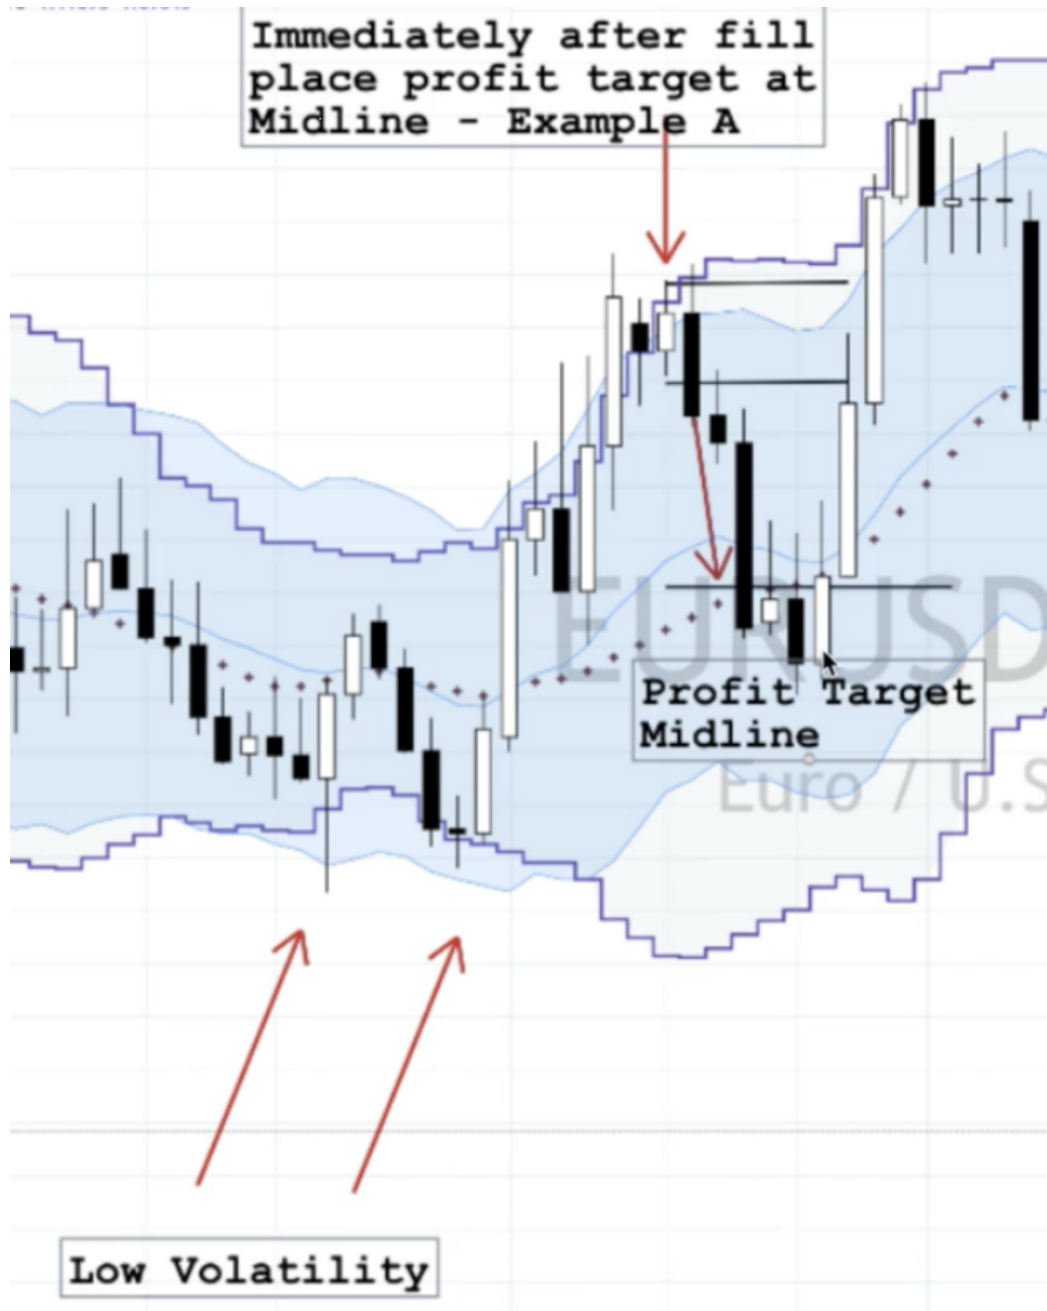 Immediately after fill
place profit target at
Midline - Example A
EURUSD
Profit Target
Midline
Euro / U.S
Low Volatility